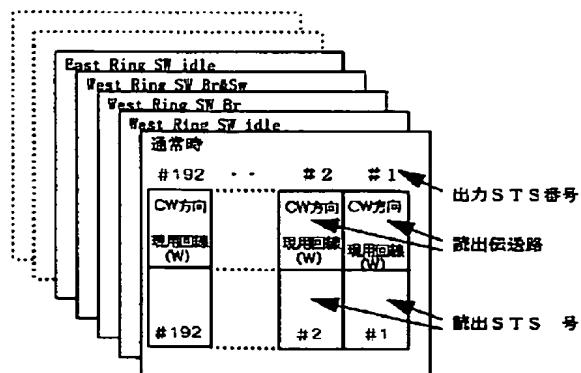 East Ring SW idle
West Ring SW Br&Sw
West Ring SW Br
West Ring SW idle
通常時
#192 ‥ #2 #1
出力STS番号
CW方向 CW方向 CW方向
読出伝送路
現用回線 現用回線 現用回線
(W) (W) (W)
読出STS 号
#192 #2 #1